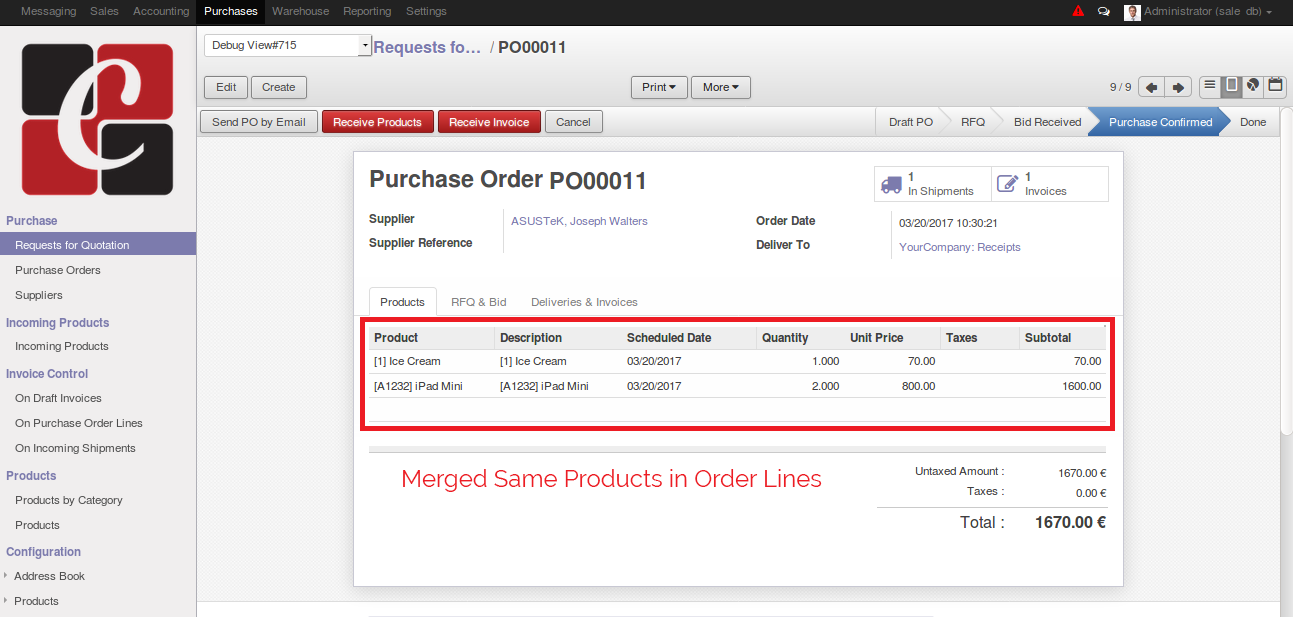 Messaging Sales Accounting Purchases Warehouse Reporting Settings Administrator (sale_db)
Debug View#715 Requests fo... / PO00011
Edit Create Print More 9 / 9
Send PO by Email Receive Products Receive Invoice Cancel Draft PO RFQ Bid Received Purchase Confirmed Done
C
Purchase
Requests for Quotation
Purchase Orders
Suppliers
Incoming Products
Incoming Products
Invoice Control
On Draft Invoices
On Purchase Order Lines
On Incoming Shipments
Products
Products by Category
Products
Configuration
Address Book
Products
Purchase Order PO00011
1 In Shipments
1 Invoices
Supplier ASUSTeK, Joseph Walters
Supplier Reference
Order Date 03/20/2017 10:30:21
Deliver To YourCompany: Receipts
Products RFQ & Bid Deliveries & Invoices
Product Description Scheduled Date Quantity Unit Price Taxes Subtotal
[1] Ice Cream [1] Ice Cream 03/20/2017 1.000 70.00 70.00
[A1232] iPad Mini [A1232] iPad Mini 03/20/2017 2.000 800.00 1600.00
Merged Same Products in Order Lines
Untaxed Amount : 1670.00 €
Taxes : 0.00 €
Total : 1670.00 €